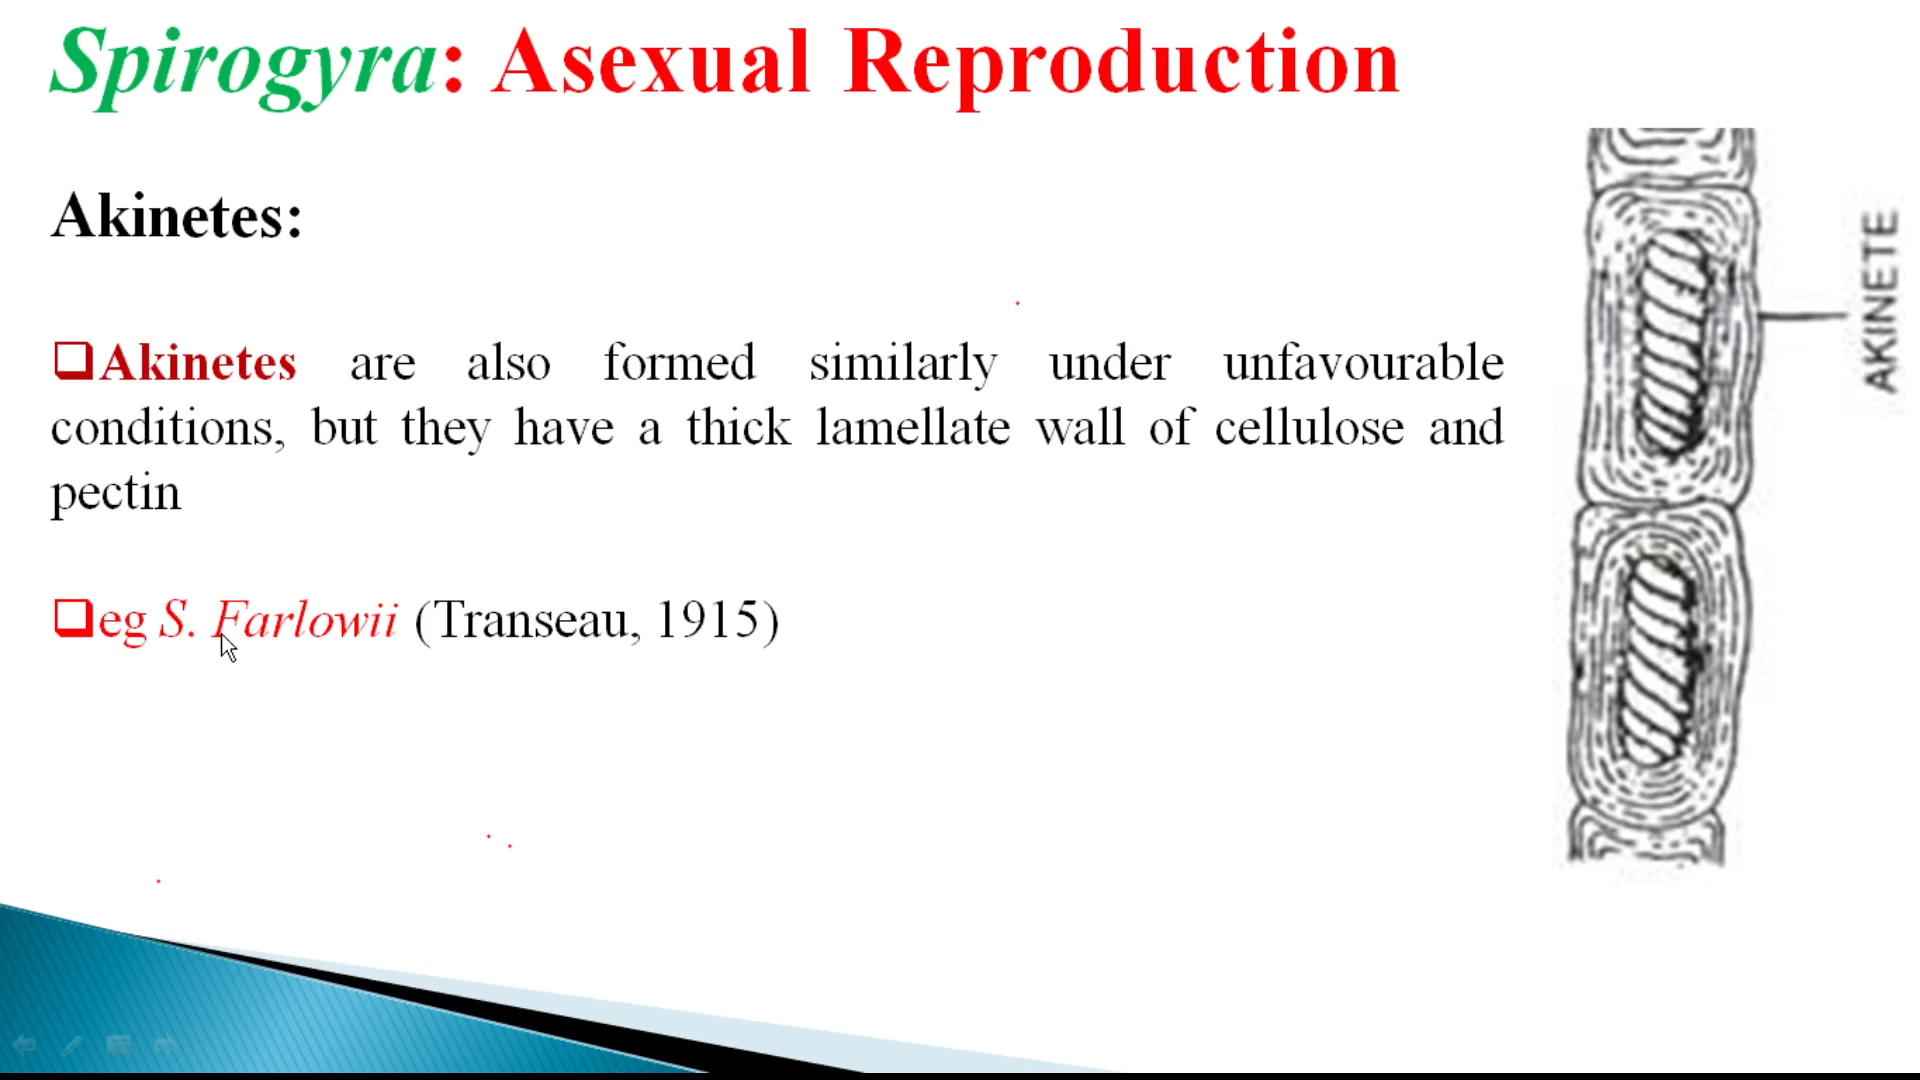 Spirogyra: Asexual Reproduction
Akinetes:
❑Akinetes are also formed similarly under unfavourable
conditions, but they have a thick lamellate wall of cellulose and
pectin
❑eg S. Farlowii (Transeau, 1915)
AKINETE